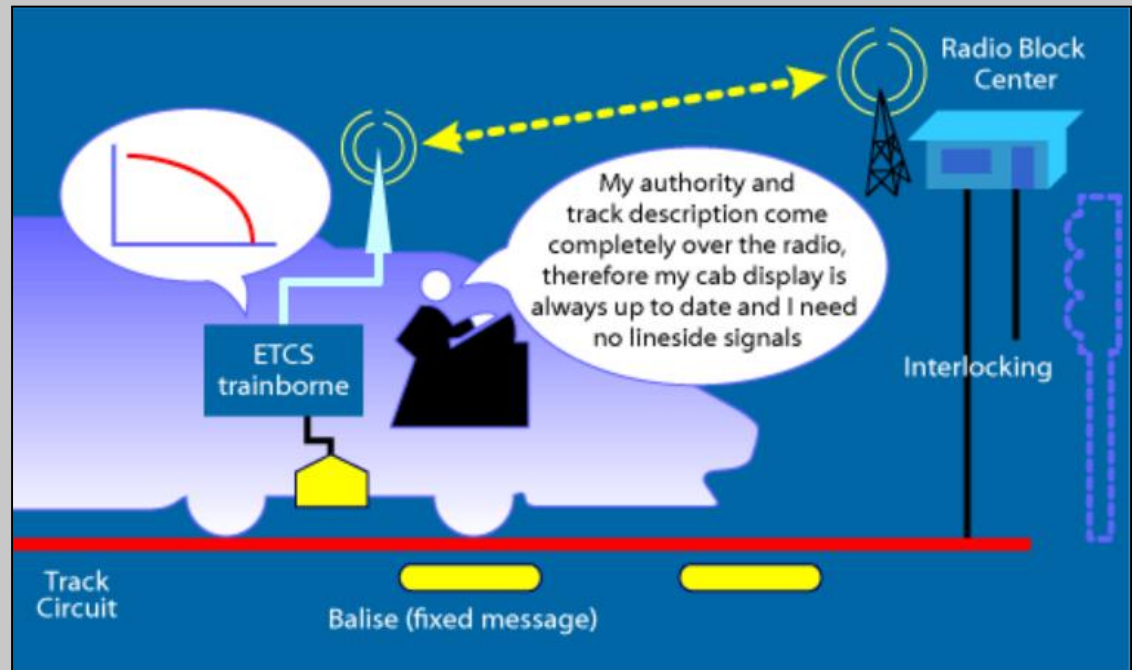 Radio Block
Center
My authority and
track description come
completely over the radio,
therefore my cab display is
always up to date and I need
no lineside signals
ETCS
trainborne
Interlocking
Track
Circuit
Balise (fixed message)